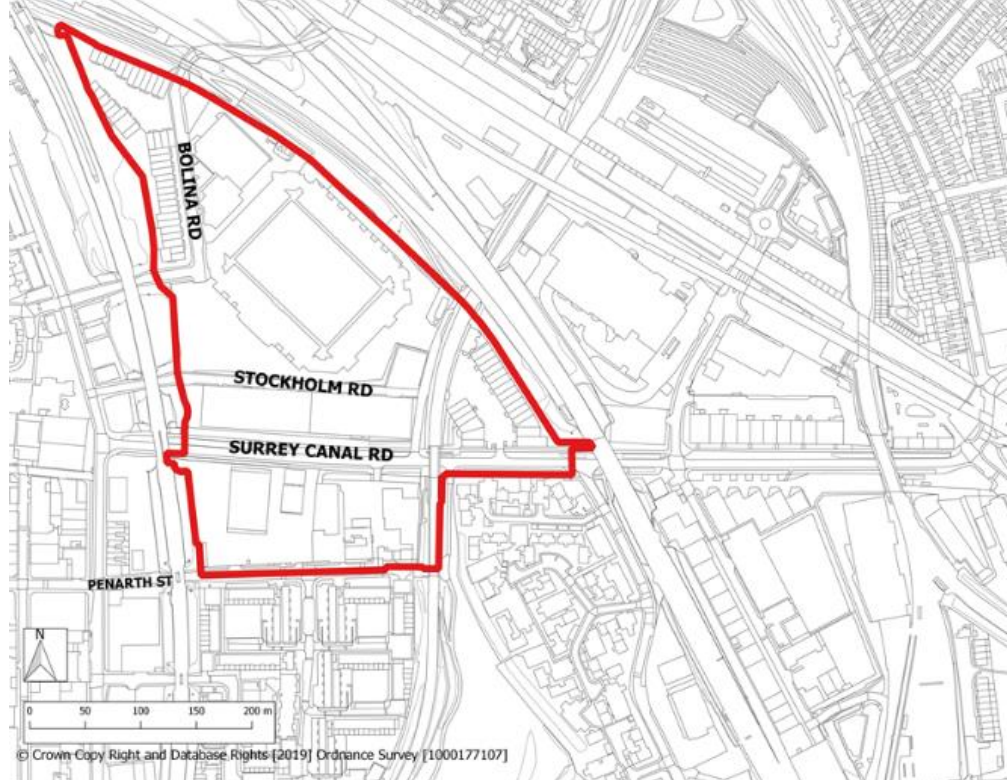 BOLINA RD
STOCKHOLM RD
SURREY CANAL RD
PENARTH ST
N
0 50 100 150 200 m
© Crown Copy Right and Database Rights [2019] Ordnance Survey [1000177107]